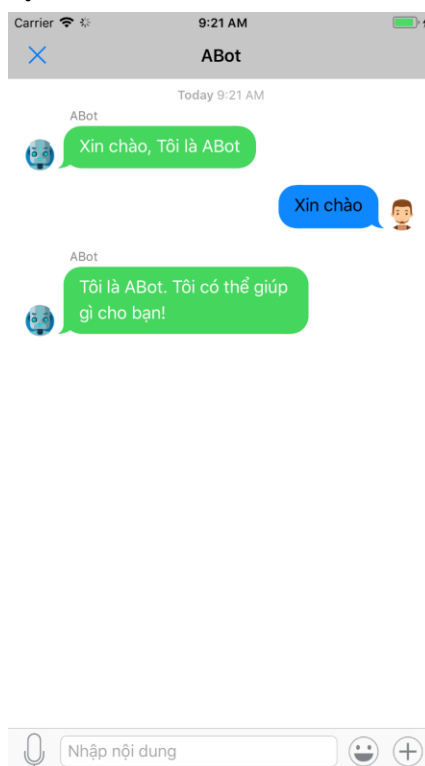 Carrier 9:21 AM
ABot
Today 9:21 AM
ABot
Xin chào, Tôi là ABot
Xin chào
ABot
Tôi là ABot. Tôi có thể giúp
gì cho bạn!
Nhập nội dung